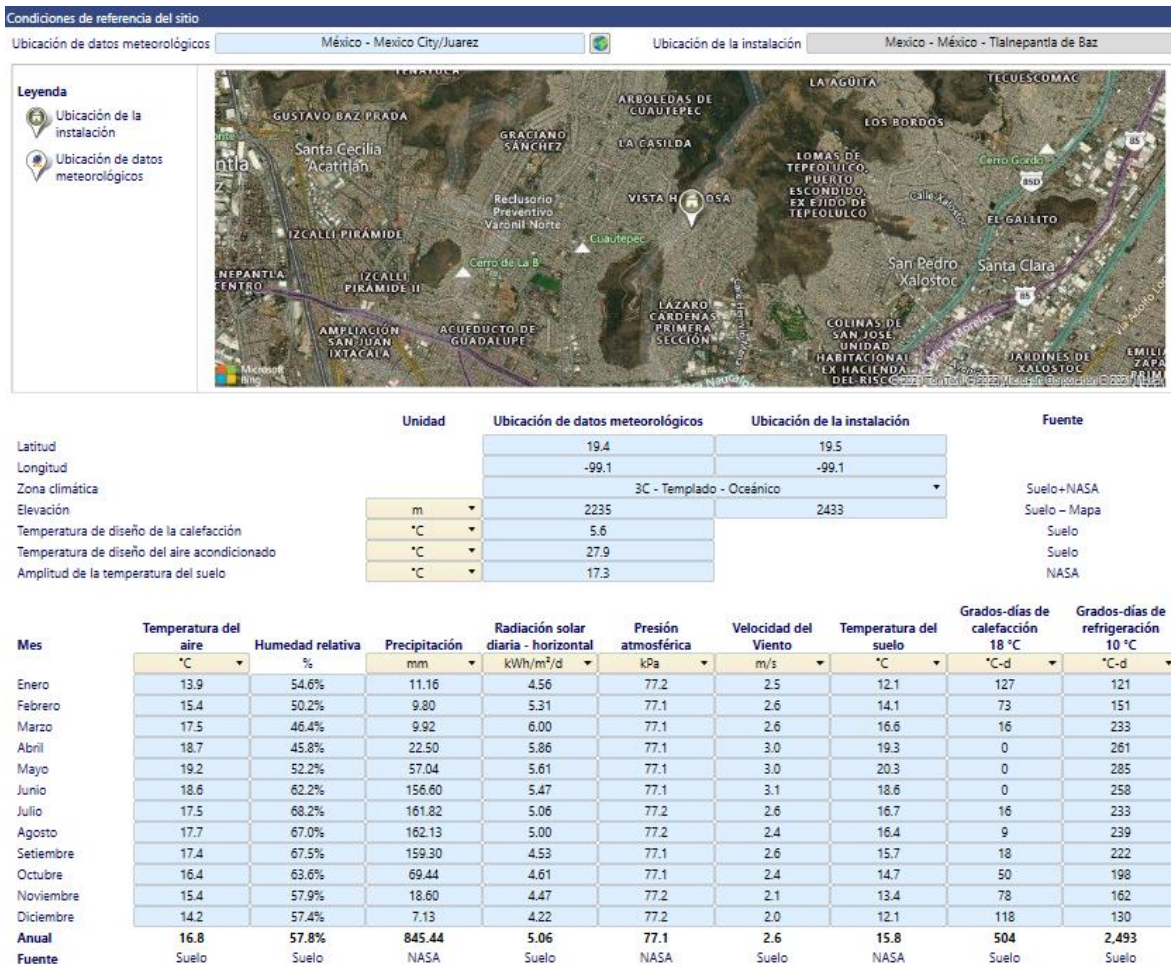 Condiciones de referencia del sitio
Ubicación de datos meteorológicos México - Mexico City/Juarez Ubicación de la instalación Mexico - México - Tlalnepantla de Baz
Leyenda
Ubicación de la
instalación
Ubicación de datos
meteorológicos
TENAYUCA
GUSTAVO BAZ PRADA
Santa Cecilia
Acatitlán
GRACIANO
SÁNCHEZ
ARBOLEDAS DE
CUAUTEPEC
LA CASILDA
LA AGÜITA
LOS BORDOS
TECUESCOMAC
Cerro Gordo
85
85D
LOMAS DE
TEPEOLULCO,
PUERTO
ESCONDIDO,
EX EJIDO DE
TEPEOLULCO
Calle Xalostoc
EL GALLITO
Reclusorio
Preventivo
Varonil Norte
VISTA H OSA
IZCALLI PIRÁMIDE
Cuautepec
Cerro de La B
NEPANTLA
CENTRO
IZCALLI
PIRÁMIDE II
San Pedro
Xalostoc
Santa Clara
85
AMPLIACIÓN
SAN JUAN
IXTACALA
ACUEDUCTO DE
GUADALUPE
LÁZARO
CÁRDENAS
PRIMERA
SECCIÓN
COLINAS DE
SAN JOSÉ,
UNIDAD
HABITACIONAL
EX HACIENDA
DEL RISCO
Vía Morelos
JARDINES DE
XALOSTOC
Microsoft
Bing
Unidad Ubicación de datos meteorológicos Ubicación de la instalación Fuente
Latitud 19.4 19.5
Longitud -99.1 -99.1
Zona climática 3C - Templado - Oceánico Suelo+NASA
Elevación m 2235 2433 Suelo – Mapa
Temperatura de diseño de la calefacción °C 5.6 Suelo
Temperatura de diseño del aire acondicionado °C 27.9 Suelo
Amplitud de la temperatura del suelo °C 17.3 NASA
Mes Temperatura del aire Humedad relativa Precipitación Radiación solar diaria - horizontal Presión atmosférica Velocidad del Viento Temperatura del suelo Grados-días de calefacción 18 °C Grados-días de refrigeración 10 °C
°C % mm kWh/m²/d kPa m/s °C °C-d °C-d
Enero 13.9 54.6% 11.16 4.56 77.2 2.5 12.1 127 121
Febrero 15.4 50.2% 9.80 5.31 77.1 2.6 14.1 73 151
Marzo 17.5 46.4% 9.92 6.00 77.1 2.6 16.6 16 233
Abril 18.7 45.8% 22.50 5.86 77.1 3.0 19.3 0 261
Mayo 19.2 52.2% 57.04 5.61 77.1 3.0 20.3 0 285
Junio 18.6 62.2% 156.60 5.47 77.1 3.1 18.6 0 258
Julio 17.5 68.2% 161.82 5.06 77.2 2.6 16.7 16 233
Agosto 17.7 67.0% 162.13 5.00 77.2 2.4 16.4 9 239
Setiembre 17.4 67.5% 159.30 4.53 77.1 2.6 15.7 18 222
Octubre 16.4 63.6% 69.44 4.61 77.1 2.4 14.7 50 198
Noviembre 15.4 57.9% 18.60 4.47 77.2 2.1 13.4 78 162
Diciembre 14.2 57.4% 7.13 4.22 77.2 2.0 12.1 118 130
Anual 16.8 57.8% 845.44 5.06 77.1 2.6 15.8 504 2,493
Fuente Suelo Suelo NASA Suelo NASA Suelo NASA Suelo Suelo